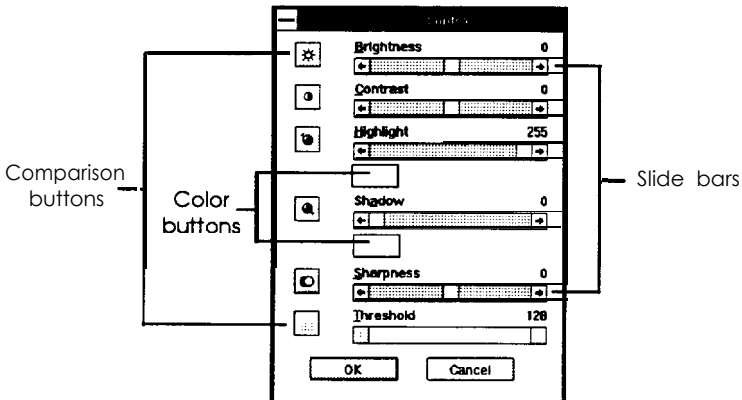 Brightness 0
Contrast 0
Highlight 255
Comparison
buttons
Color
buttons
Slide bars
Shadow 0
Sharpness 0
Threshold 128
OK Cancel